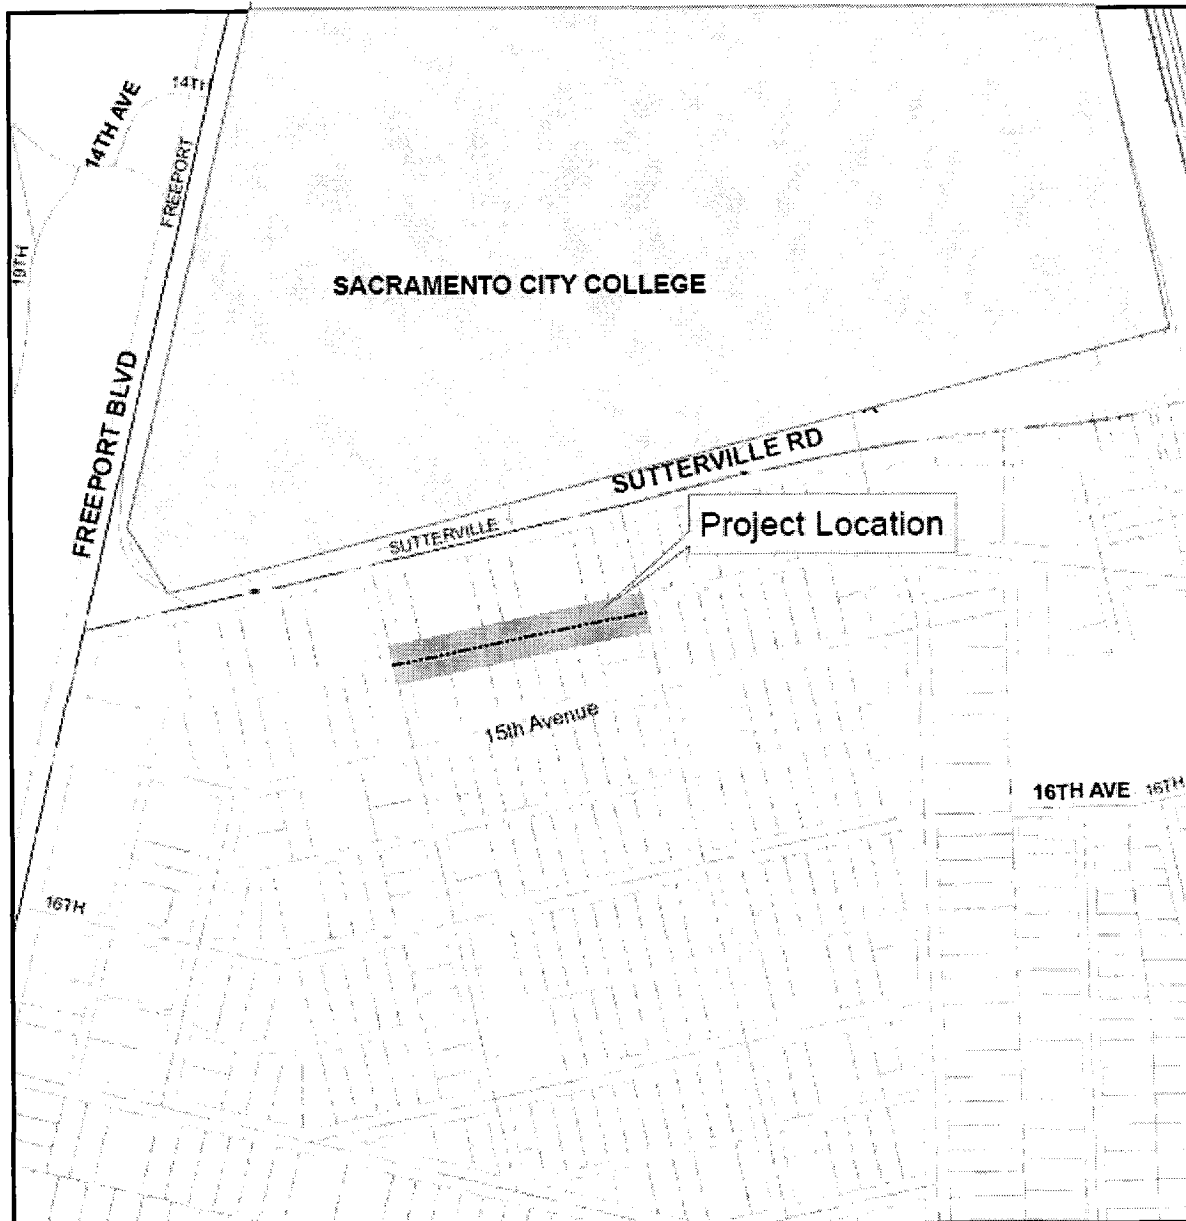 14TH
14TH AVE
FREEPORT
19TH
SACRAMENTO CITY COLLEGE
FREEPORT BLVD
SUTTERVILLE RD
SUTTERVILLE
Project Location
15th Avenue
16TH AVE
16TH
16TH